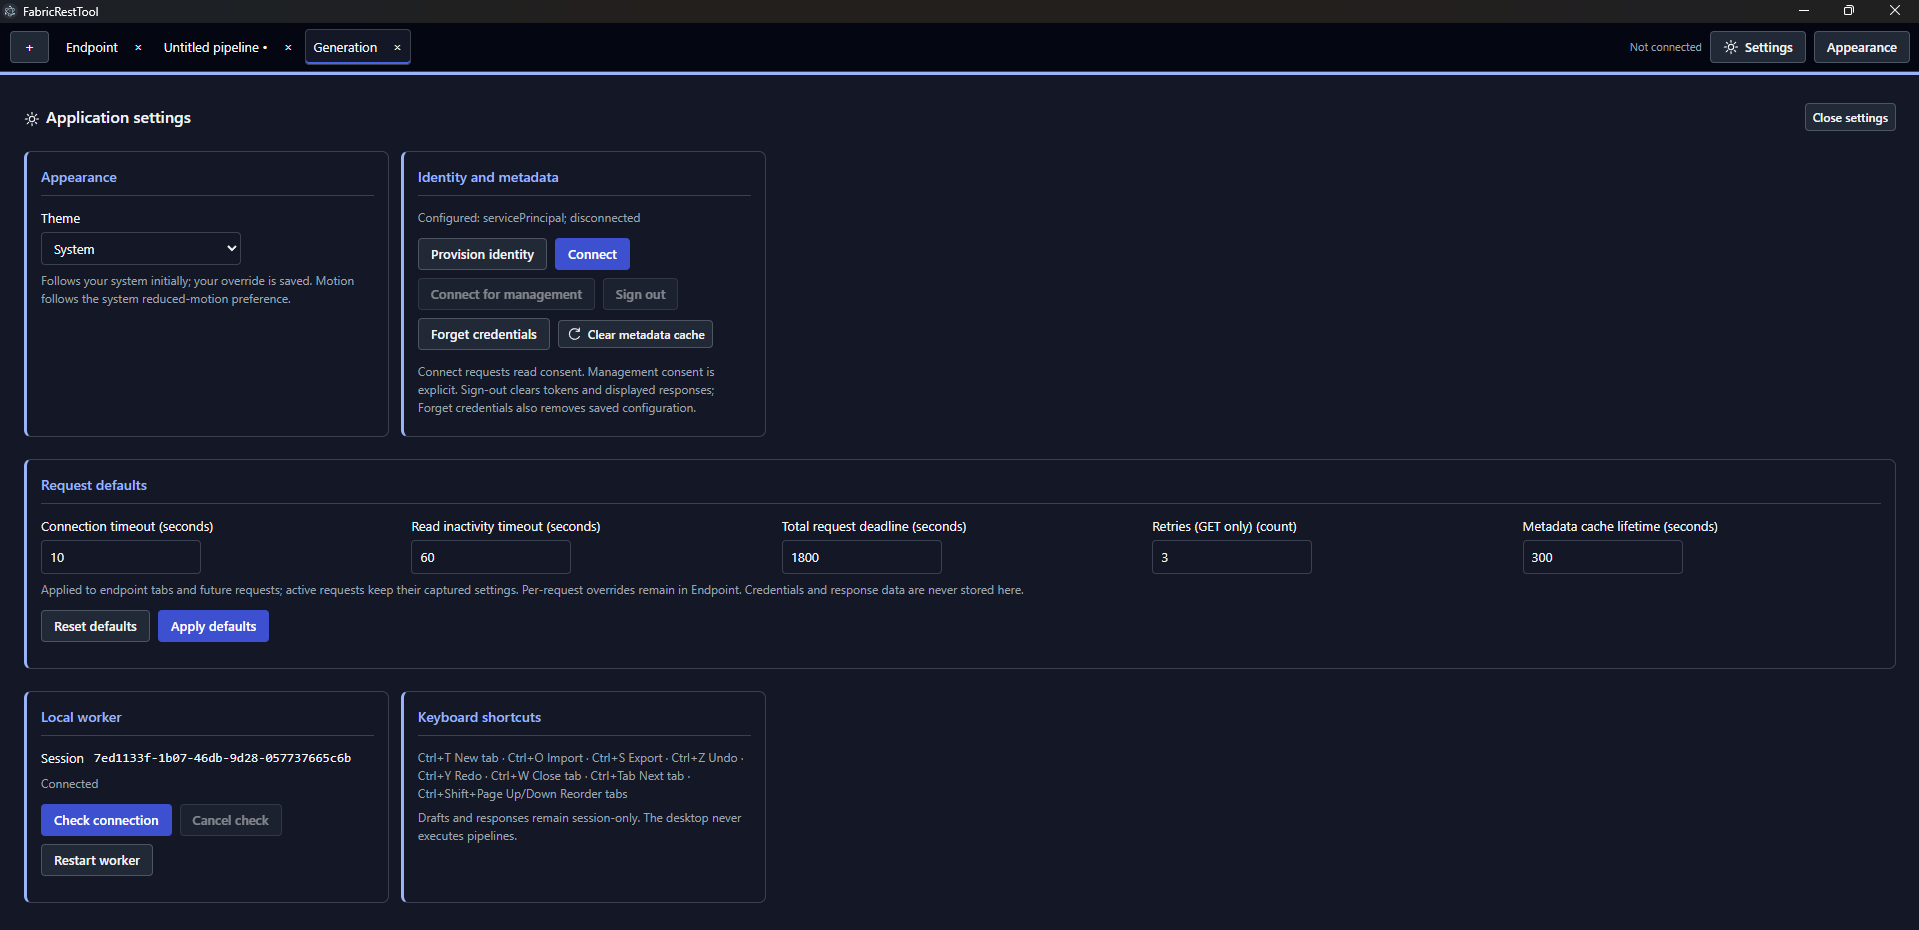 FabricRestTool
+ Endpoint × Untitled pipeline • × Generation × Not connected Settings Appearance
Application settings Close settings
Appearance
Theme
System
Follows your system initially; your override is saved. Motion
follows the system reduced-motion preference.
Identity and metadata
Configured: servicePrincipal; disconnected
Provision identity Connect
Connect for management Sign out
Forget credentials Clear metadata cache
Connect requests read consent. Management consent is
explicit. Sign-out clears tokens and displayed responses;
Forget credentials also removes saved configuration.
Request defaults
Connection timeout (seconds) Read inactivity timeout (seconds) Total request deadline (seconds) Retries (GET only) (count) Metadata cache lifetime (seconds)
10 60 1800 3 300
Applied to endpoint tabs and future requests; active requests keep their captured settings. Per-request overrides remain in Endpoint. Credentials and response data are never stored here.
Reset defaults Apply defaults
Local worker
Session 7ed1133f-1b07-46db-9d28-057737665c6b
Connected
Check connection Cancel check
Restart worker
Keyboard shortcuts
Ctrl+T New tab · Ctrl+O Import · Ctrl+S Export · Ctrl+Z Undo ·
Ctrl+Y Redo · Ctrl+W Close tab · Ctrl+Tab Next tab ·
Ctrl+Shift+Page Up/Down Reorder tabs
Drafts and responses remain session-only. The desktop never
executes pipelines.